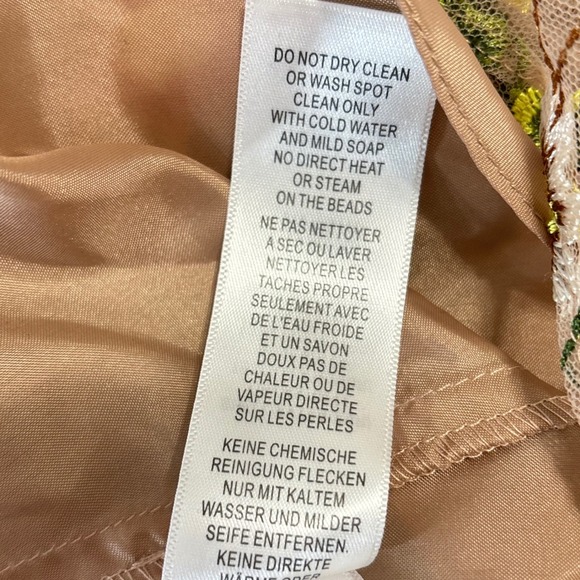 DO NOT DRY CLEAN
OR WASH SPOT
CLEAN ONLY
WITH COLD WATER
AND MILD SOAP
NO DIRECT HEAT
OR STEAM
ON THE BEADS
NE PAS NETTOYER
A SEC OU LAVER
NETTOYER LES
TACHES PROPRE
SEULEMENT AVEC
DE L'EAU FROIDE
ET UN SAVON
DOUX PAS DE
CHALEUR OU DE
VAPEUR DIRECTE
SUR LES PERLES
KEINE CHEMISCHE
REINIGUNG FLECKEN
NUR MIT KALTEM
WASSER UND MILDER
SEIFE ENTFERNEN.
KEINE DIREKTE
WÄRME ODER